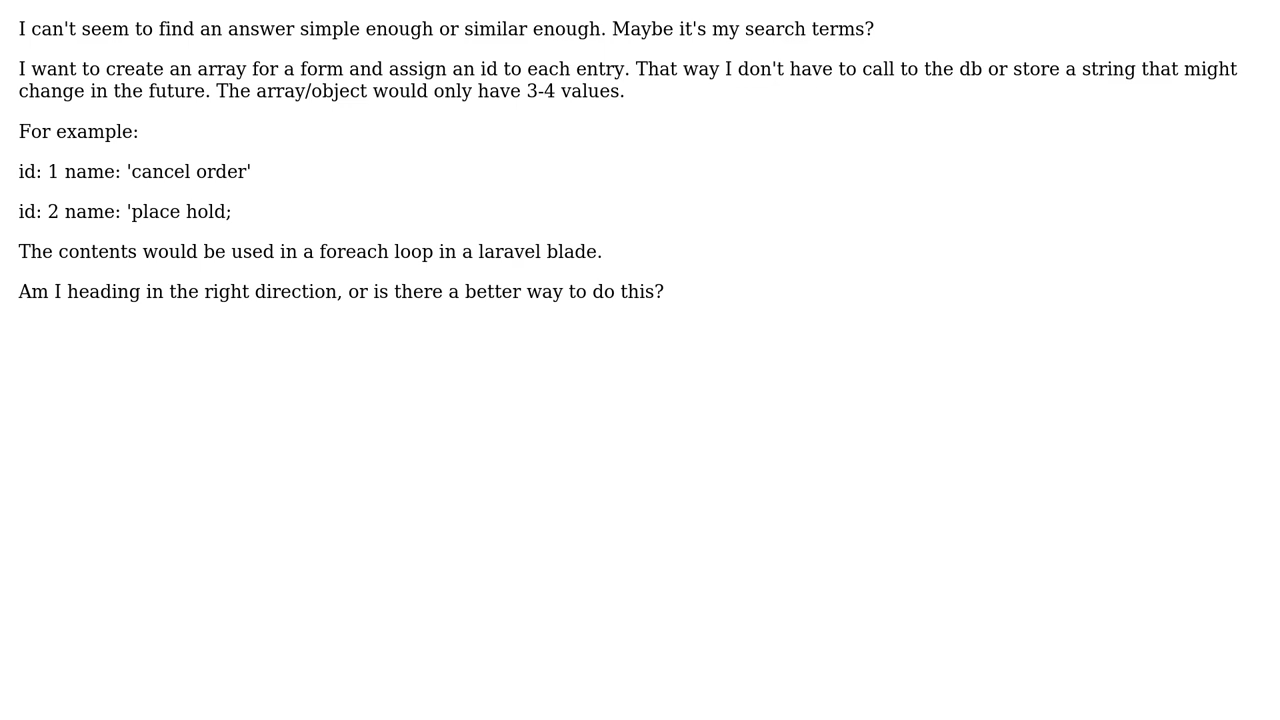 I can't seem to find an answer simple enough or similar enough. Maybe it's my search terms?
I want to create an array for a form and assign an id to each entry. That way I don't have to call to the db or store a string that might
change in the future. The array/object would only have 3-4 values.
For example:
id: 1 name: 'cancel order'
id: 2 name: 'place hold;
The contents would be used in a foreach loop in a laravel blade.
Am I heading in the right direction, or is there a better way to do this?